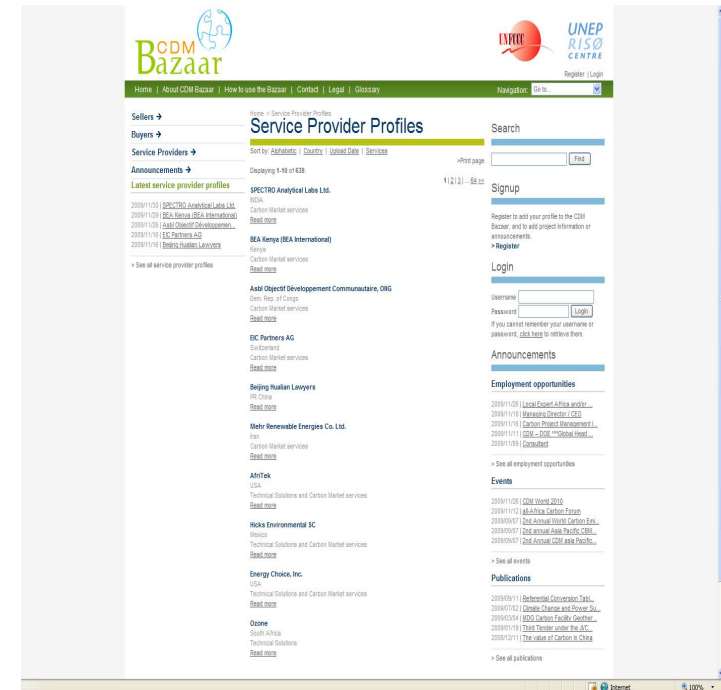 CDM
Bazaar
UNFCCC
UNEP
RISØ
CENTRE
Register | Login
Home | About CDM Bazaar | How to use the Bazaar | Contact | Legal | Glossary
Navigation: Go to...
Sellers →
Buyers →
Service Providers →
Announcements →
Latest service provider profiles
2009/11/30 | SPECTRO Analytical Labs Ltd.
2009/11/29 | BEA Kenya (BEA International)
2009/11/26 | Asbl Objectif Développemen...
2009/11/16 | EIC Partners AG
2009/11/16 | Beijing Hualian Lawyers
> See all service provider profiles
Home > Service Provider Profiles
Service Provider Profiles
Sort by: Alphabetic | Country | Upload Date | Services
>Print page
Displaying 1-10 of 639.
1 | 2 | 3 | ... 64 >>
SPECTRO Analytical Labs Ltd.
INDIA
Carbon Market services
Read more
BEA Kenya (BEA International)
Kenya
Carbon Market services
Read more
Asbl Objectif Développement Communautaire, ONG
Dem. Rep. of Congo
Carbon Market services
Read more
EIC Partners AG
Switzerland
Carbon Market services
Read more
Beijing Hualian Lawyers
PR China
Read more
Mehr Renewable Energies Co. Ltd.
Iran
Carbon Market services
Read more
AfriTek
USA
Technical Solutions and Carbon Market services
Read more
Hicks Environmental SC
Mexico
Technical Solutions and Carbon Market services
Read more
Energy Choice, Inc.
USA
Technical Solutions and Carbon Market services
Read more
Ozone
South Africa
Technical Solutions
Read more
Search
Find
Signup
Register to add your profile to the CDM
Bazaar, and to add project information or
announcements.
> Register
Login
Username
Password
Login
If you cannot remember your username or
password, click here to retrieve them.
Announcements
Employment opportunities
2009/11/26 | Local Expert Africa and/or ...
2009/11/18 | Managing Director / CEO
2009/11/16 | Carbon Project Management I...
2009/11/11 | CDM – DOE ***Global Head ...
2009/11/09 | Consultant
> See all employment opportunities
Events
2009/11/26 | CDM World 2010
2009/11/12 | all-Africa Carbon Forum
2009/09/07 | 2nd Annual World Carbon Emi...
2009/09/07 | 2nd annual Asia Pacific CBM...
2009/09/07 | 2nd Annual CDM asia Pacific...
> See all events
Publications
2009/09/11 | Referential Conversion Tabl...
2009/07/02 | Climate Change and Power Su...
2009/03/04 | MDG Carbon Facility Geother...
2009/01/19 | Third Tender under the JI/C...
2008/12/11 | The value of Carbon in China
> See all publications
Internet
100%